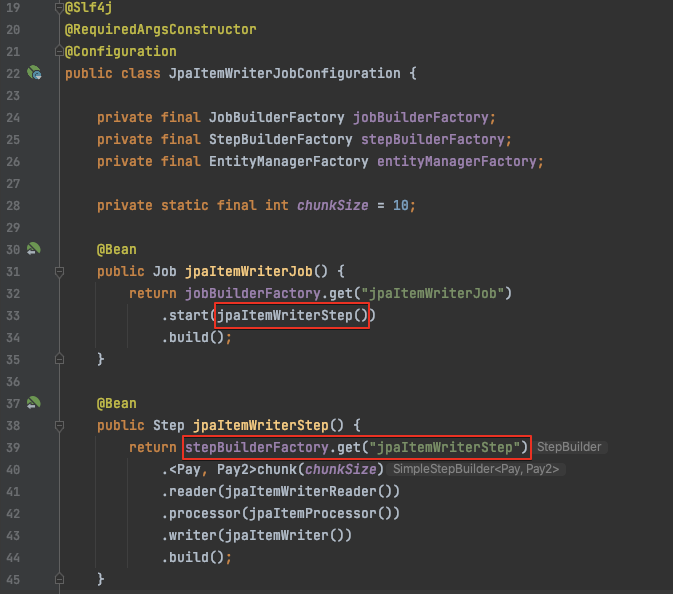 19 @Slf4j
20 @RequiredArgsConstructor
21 @Configuration
22 public class JpaItemWriterJobConfiguration {
23
24 private final JobBuilderFactory jobBuilderFactory;
25 private final StepBuilderFactory stepBuilderFactory;
26 private final EntityManagerFactory entityManagerFactory;
27
28 private static final int chunkSize = 10;
29
30 @Bean
31 public Job jpaItemWriterJob() {
32 return jobBuilderFactory.get("jpaItemWriterJob")
33 .start(jpaItemWriterStep())
34 .build();
35 }
36
37 @Bean
38 public Step jpaItemWriterStep() {
39 return stepBuilderFactory.get("jpaItemWriterStep") StepBuilder
40 .<Pay, Pay2>chunk(chunkSize) SimpleStepBuilder<Pay, Pay2>
41 .reader(jpaItemWriterReader())
42 .processor(jpaItemProcessor())
43 .writer(jpaItemWriter())
44 .build();
45 }